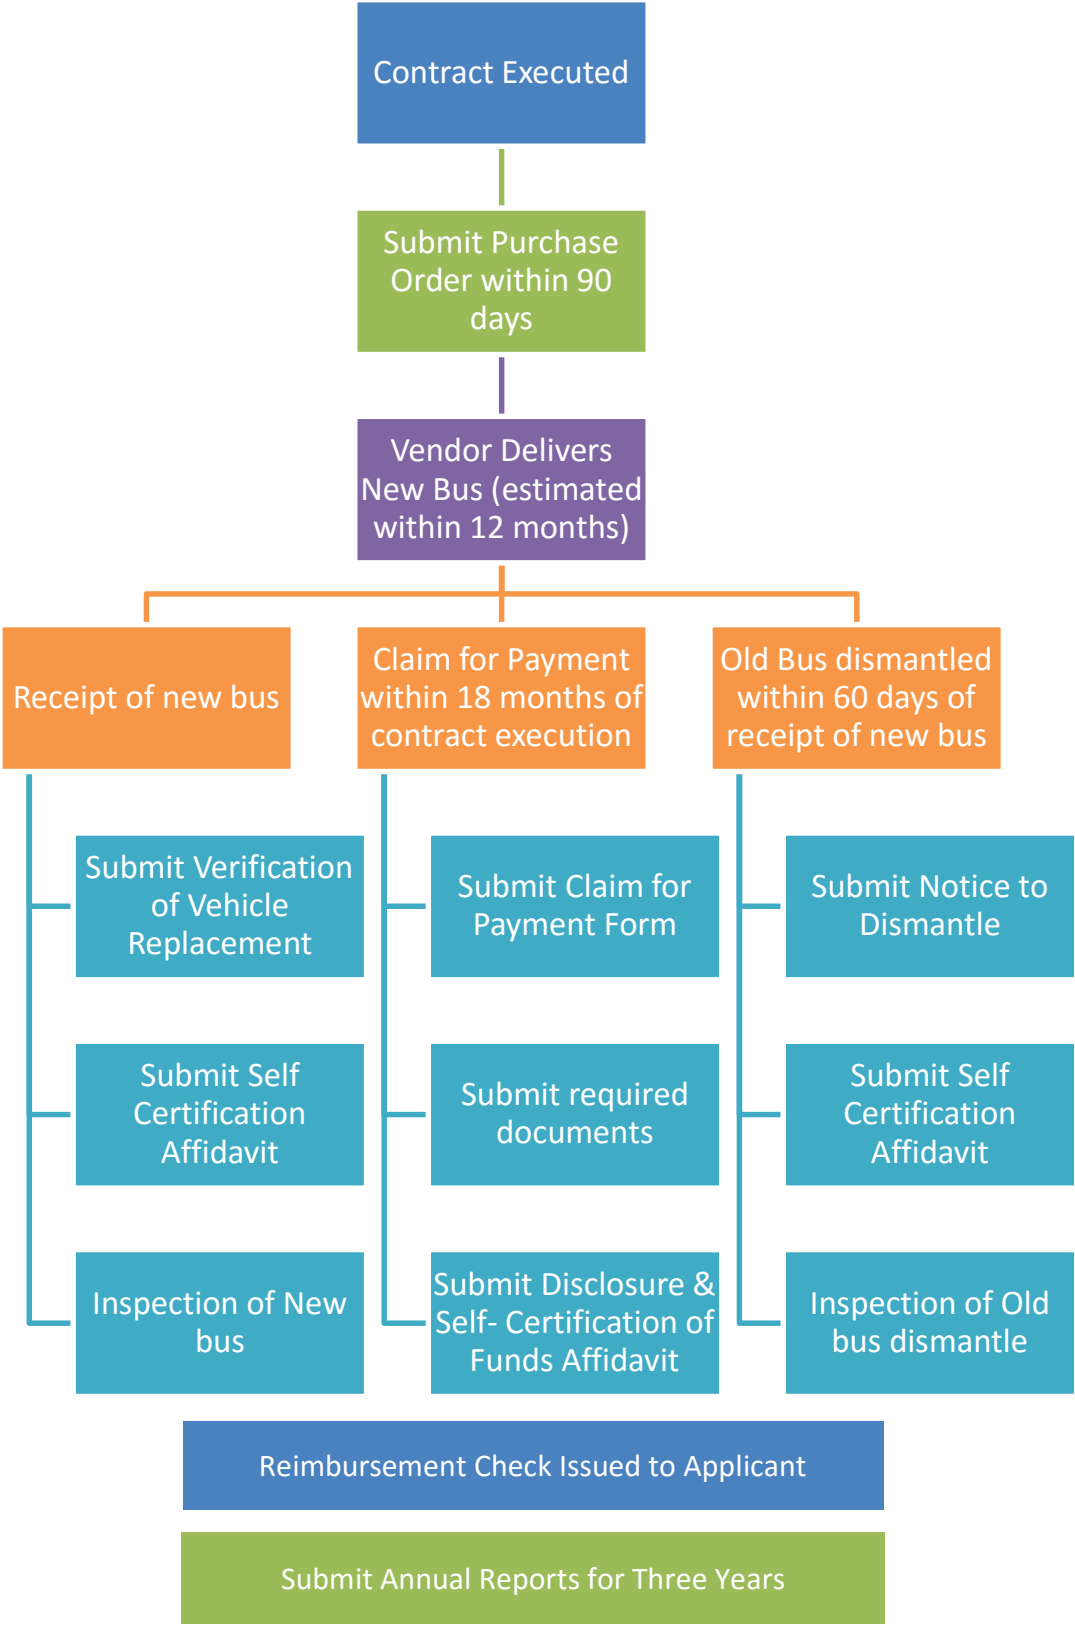 Contract Executed
Submit Purchase
Order within 90
days
Vendor Delivers
New Bus (estimated
within 12 months)
Receipt of new bus
Claim for Payment
within 18 months of
contract execution
Old Bus dismantled
within 60 days of
receipt of new bus
Submit Verification
of Vehicle
Replacement
Submit Self
Certification
Affidavit
Inspection of New
bus
Submit Claim for
Payment Form
Submit required
documents
Submit Disclosure &
Self- Certification of
Funds Affidavit
Submit Notice to
Dismantle
Submit Self
Certification
Affidavit
Inspection of Old
bus dismantle
Reimbursement Check Issued to Applicant
Submit Annual Reports for Three Years